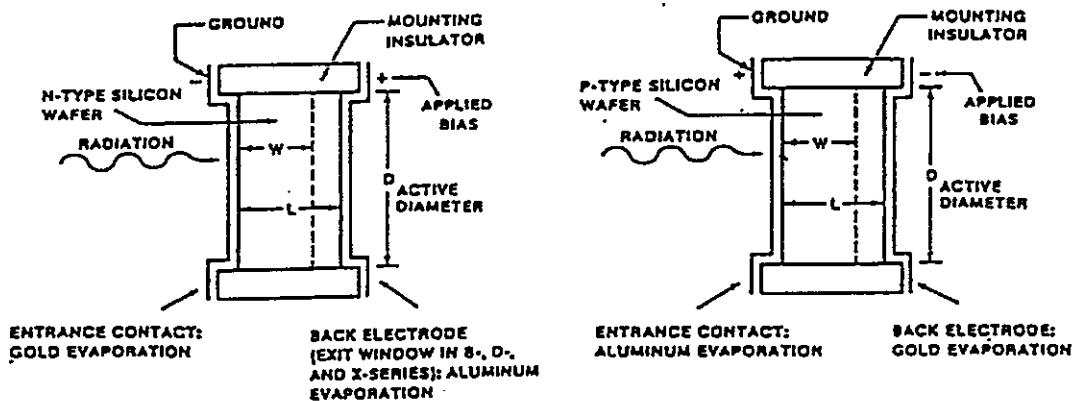 GROUND
MOUNTING
INSULATOR
−
+
N-TYPE SILICON
WAFER
APPLIED
BIAS
RADIATION
W
D
ACTIVE
DIAMETER
L
ENTRANCE CONTACT:
GOLD EVAPORATION
BACK ELECTRODE
(EXIT WINDOW IN S-, D-,
AND X-SERIES): ALUMINUM
EVAPORATION
GROUND
MOUNTING
INSULATOR
+
−
P-TYPE SILICON
WAFER
APPLIED
BIAS
RADIATION
W
D
ACTIVE
DIAMETER
L
ENTRANCE CONTACT:
ALUMINUM EVAPORATION
BACK ELECTRODE:
GOLD EVAPORATION